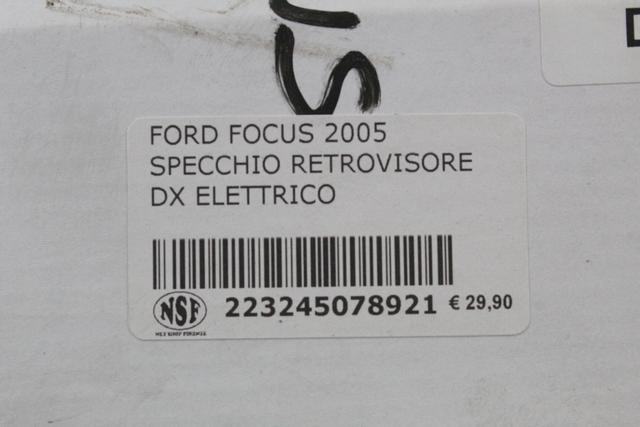 FORD FOCUS 2005
SPECCHIO RETROVISORE
DX ELETTRICO
NSF
223245078921 € 29,90